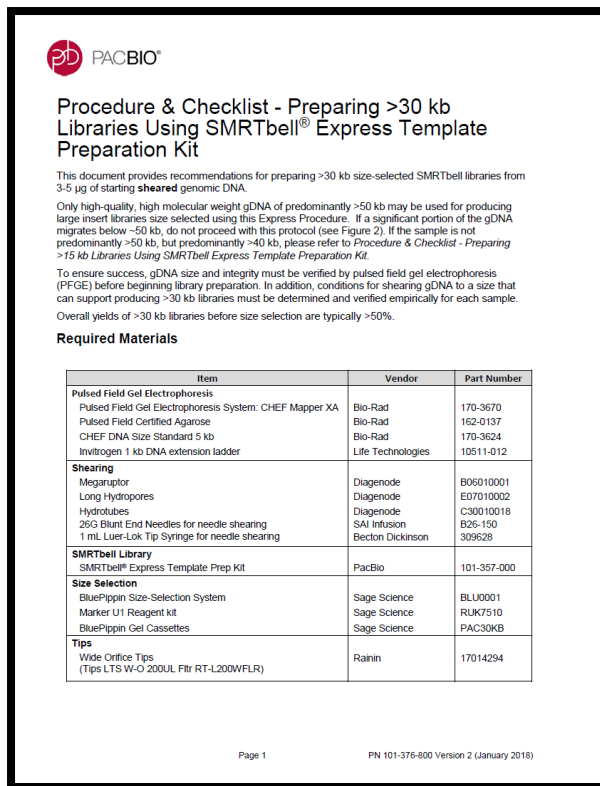 PACBIO®
Procedure & Checklist - Preparing >30 kb
Libraries Using SMRTbell® Express Template
Preparation Kit
This document provides recommendations for preparing >30 kb size-selected SMRTbell libraries from
3-5 µg of starting sheared genomic DNA.
Only high-quality, high molecular weight gDNA of predominantly >50 kb may be used for producing
large insert libraries size selected using this Express Procedure. If a significant portion of the gDNA
migrates below ~50 kb, do not proceed with this protocol (see Figure 2). If the sample is not
predominantly >50 kb, but predominantly >40 kb, please refer to Procedure & Checklist - Preparing
>15 kb Libraries Using SMRTbell Express Template Preparation Kit.
To ensure success, gDNA size and integrity must be verified by pulsed field gel electrophoresis
(PFGE) before beginning library preparation. In addition, conditions for shearing gDNA to a size that
can support producing >30 kb libraries must be determined and verified empirically for each sample.
Overall yields of >30 kb libraries before size selection are typically >50%.
Required Materials
Item Vendor Part Number
Pulsed Field Gel Electrophoresis
Pulsed Field Gel Electrophoresis System: CHEF Mapper XA Bio-Rad 170-3670
Pulsed Field Certified Agarose Bio-Rad 162-0137
CHEF DNA Size Standard 5 kb Bio-Rad 170-3624
Invitrogen 1 kb DNA extension ladder Life Technologies 10511-012
Shearing
Megaruptor Diagenode B06010001
Long Hydropores Diagenode E07010002
Hydrotubes Diagenode C30010018
26G Blunt End Needles for needle shearing SAI Infusion B26-150
1 mL Luer-Lok Tip Syringe for needle shearing Becton Dickinson 309628
SMRTbell Library
SMRTbell® Express Template Prep Kit PacBio 101-357-000
Size Selection
BluePippin Size-Selection System Sage Science BLU0001
Marker U1 Reagent kit Sage Science RUK7510
BluePippin Gel Cassettes Sage Science PAC30KB
Tips
Wide Orifice Tips Rainin 17014294
(Tips LTS W-O 200UL Fltr RT-L200WFLR)
Page 1 PN 101-376-800 Version 2 (January 2018)